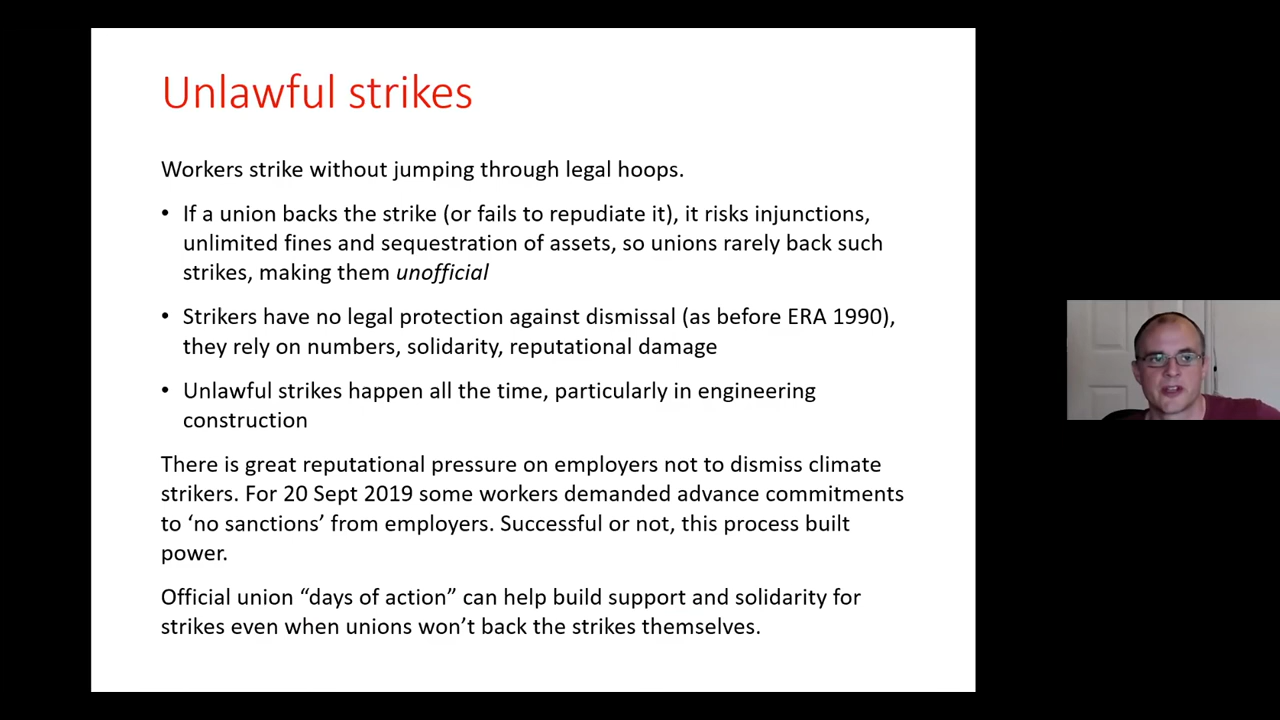 Unlawful strikes
Workers strike without jumping through legal hoops.
• If a union backs the strike (or fails to repudiate it), it risks injunctions,
unlimited fines and sequestration of assets, so unions rarely back such
strikes, making them unofficial
• Strikers have no legal protection against dismissal (as before ERA 1990),
they rely on numbers, solidarity, reputational damage
• Unlawful strikes happen all the time, particularly in engineering
construction
There is great reputational pressure on employers not to dismiss climate
strikers. For 20 Sept 2019 some workers demanded advance commitments
to ‘no sanctions’ from employers. Successful or not, this process built
power.
Official union “days of action” can help build support and solidarity for
strikes even when unions won’t back the strikes themselves.